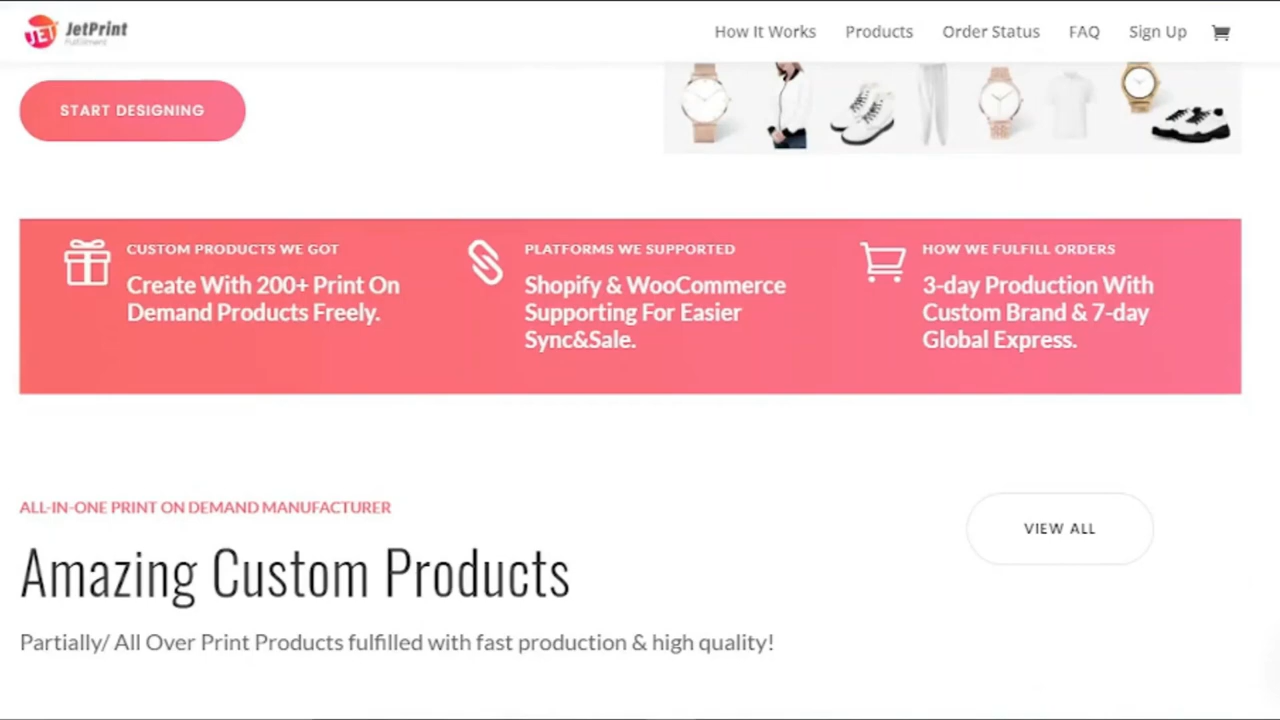 JET JetPrint
Fulfillment
How It Works Products Order Status FAQ Sign Up
START DESIGNING
CUSTOM PRODUCTS WE GOT
Create With 200+ Print On
Demand Products Freely.
PLATFORMS WE SUPPORTED
Shopify & WooCommerce
Supporting For Easier
Sync&Sale.
HOW WE FULFILL ORDERS
3-day Production With
Custom Brand & 7-day
Global Express.
ALL-IN-ONE PRINT ON DEMAND MANUFACTURER
VIEW ALL
Amazing Custom Products
Partially/ All Over Print Products fulfilled with fast production & high quality!